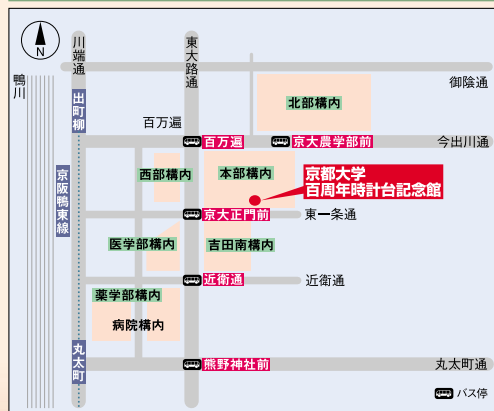 N
川端通
東大路通
鴨川
御陰通
出町柳
北部構内
百万遍
百万遍
京大農学部前
今出川通
西部構内
本部構内
京都大学
百周年時計台記念館
京阪鴨東線
京大正門前
東一条通
医学部構内
吉田南構内
近衛通
近衛通
薬学部構内
病院構内
丸太町
熊野神社前
丸太町通
バス停